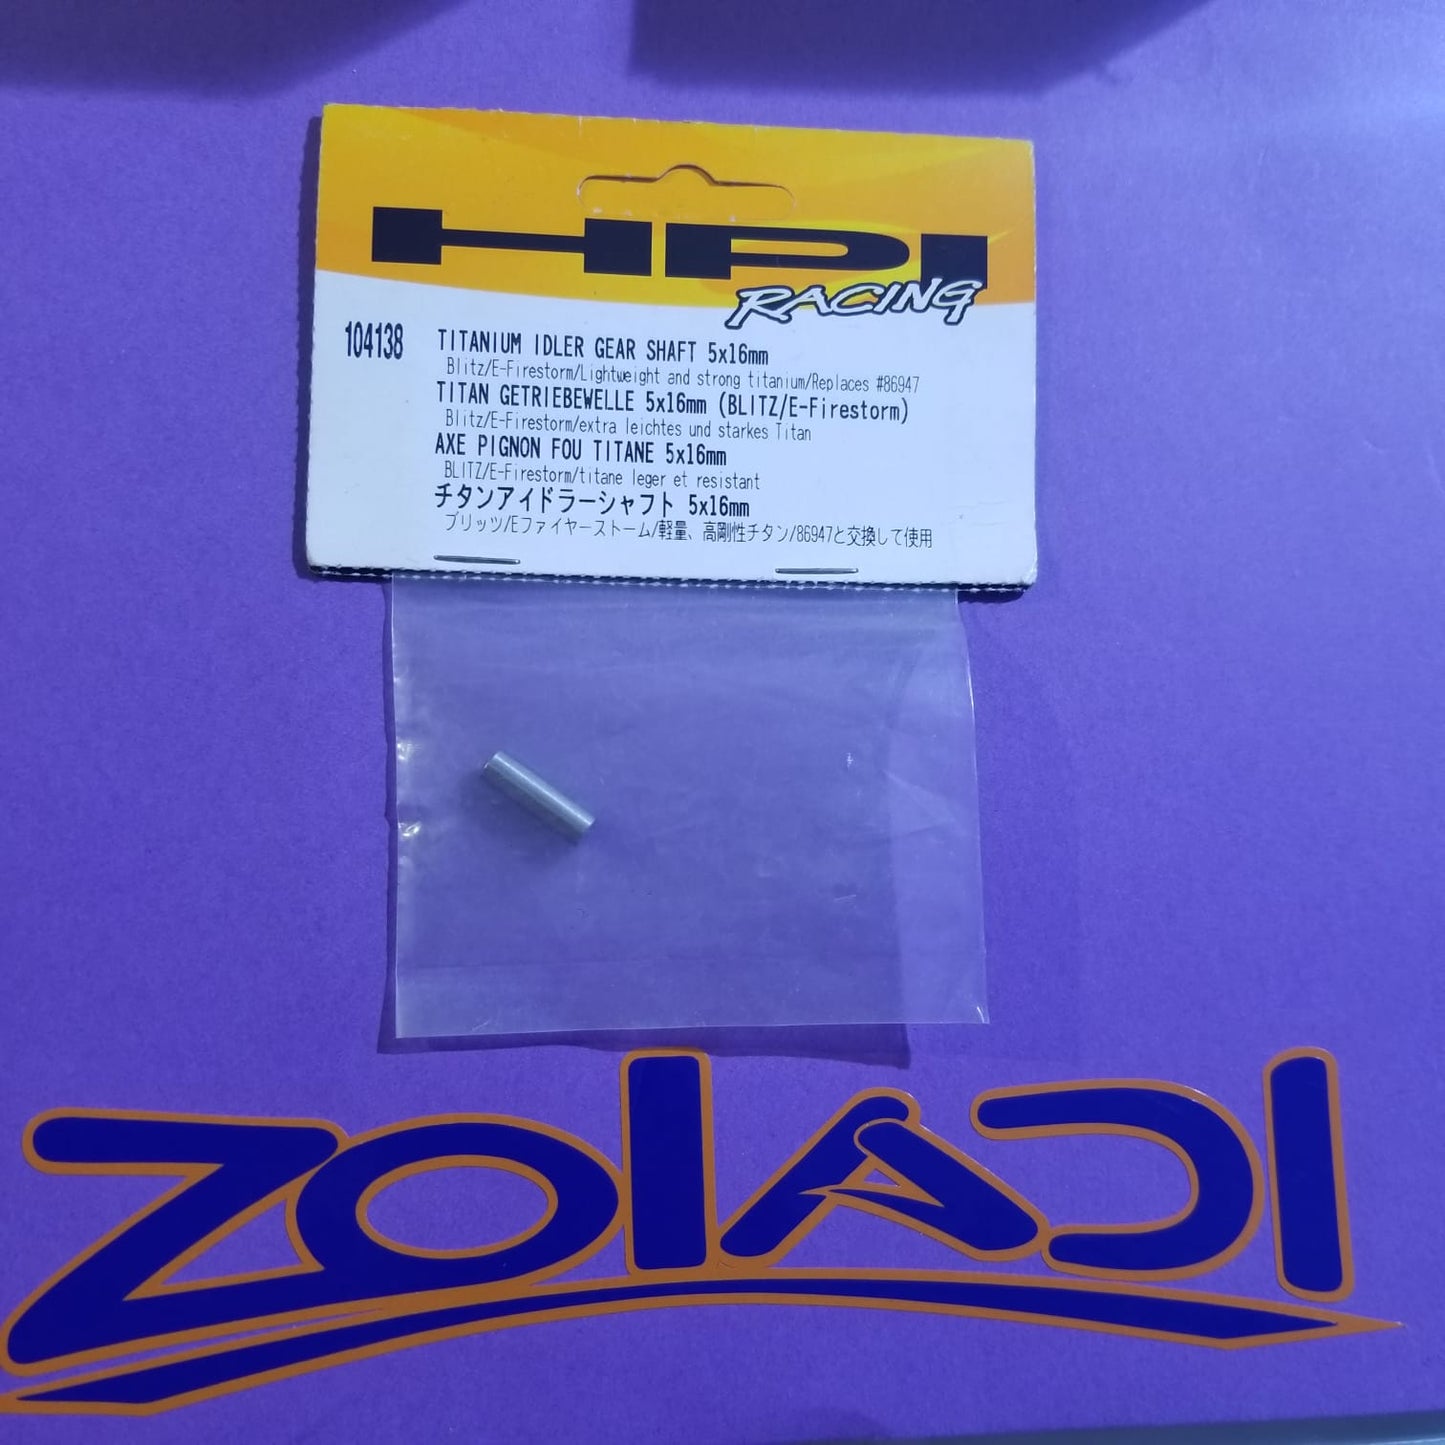 HPI
RACING
104138
TITANIUM IDLER GEAR SHAFT 5x16mm
Blitz/E-Firestorm/Lightweight and strong titanium/Replaces #86947
TITAN GETRIEBEWELLE 5x16mm (BLITZ/E-Firestorm)
Blitz/E-Firestorm/extra leichtes und starkes Titan
AXE PIGNON FOU TITANE 5x16mm
BLITZ/E-Firestorm/titane leger et resistant
チタンアイドラーシャフト 5x16mm
ブリッツ/Eファイヤーストーム/軽量、高剛性チタン/86947と交換して使用
ZOIADI